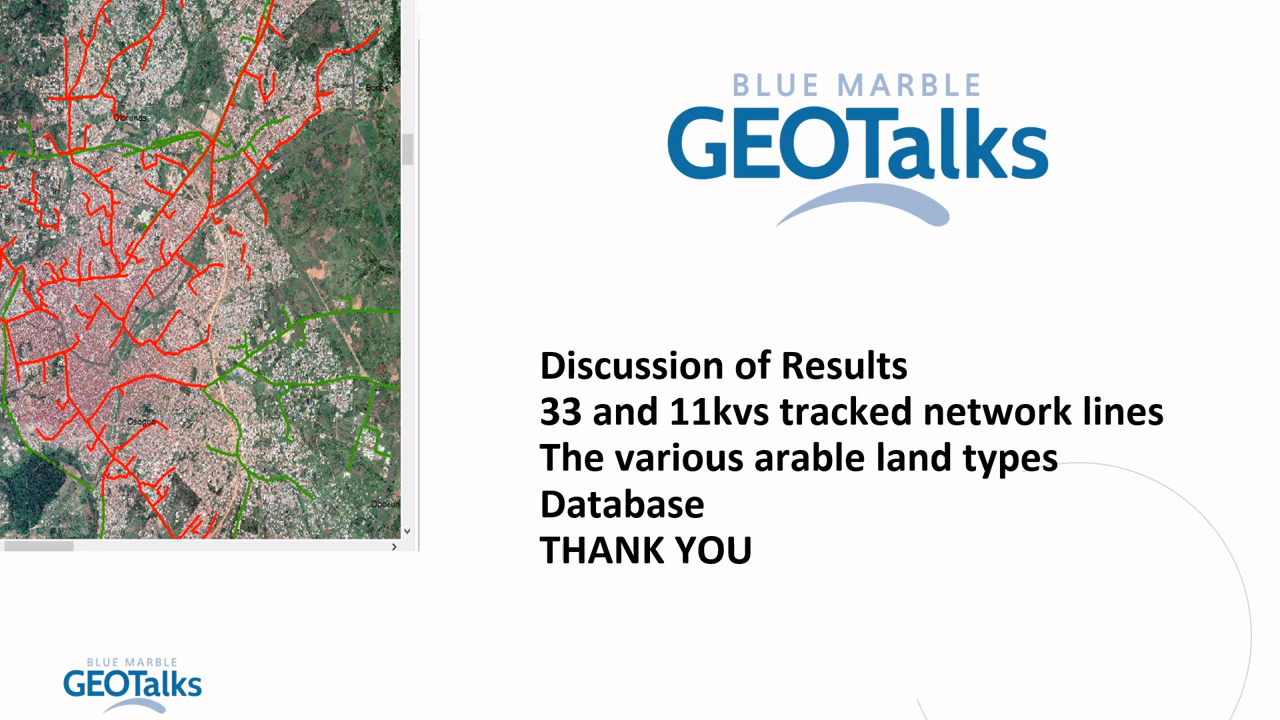 Osogbo
BLUE MARBLE
GEOTalks
Discussion of Results
33 and 11kvs tracked network lines
The various arable land types
Database
THANK YOU
BLUE MARBLE
GEOTalks